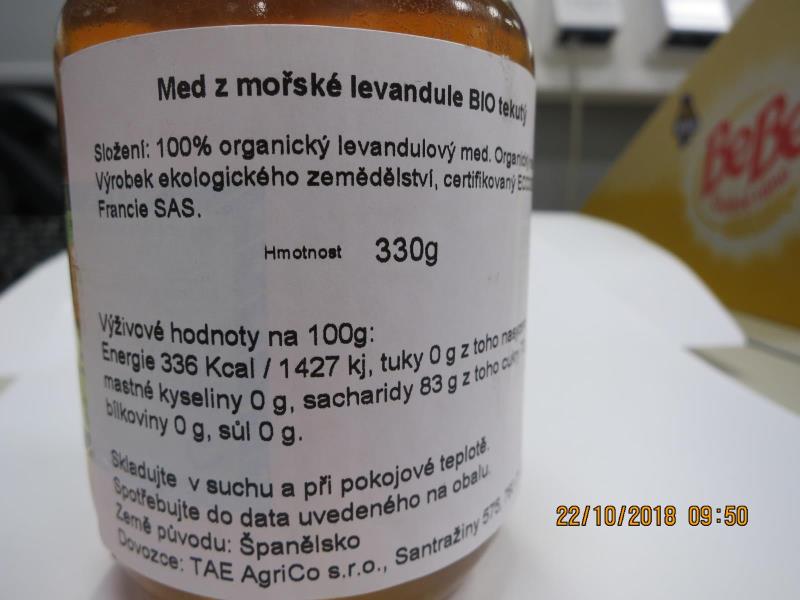 Med z mořské levandule BIO tekutý
Složení: 100% organický levandulový med.
Výrobek ekologického zemědělství, certifikovaný
Francie SAS.
Hmotnost 330g
Výživové hodnoty na 100g:
Energie 336 Kcal / 1427 kj, tuky 0 g z toho
mastné kyseliny 0 g, sacharidy 83 g z toho
bílkoviny 0 g, sůl 0 g.
Skladujte v suchu a při pokojové teplotě.
Spotřebujte do data uvedeného na obalu.
Země původu: Španělsko
Dovozce: TAE AgriCo s.r.o., Santražiny 575,
BeBe
22/10/2018 09:50